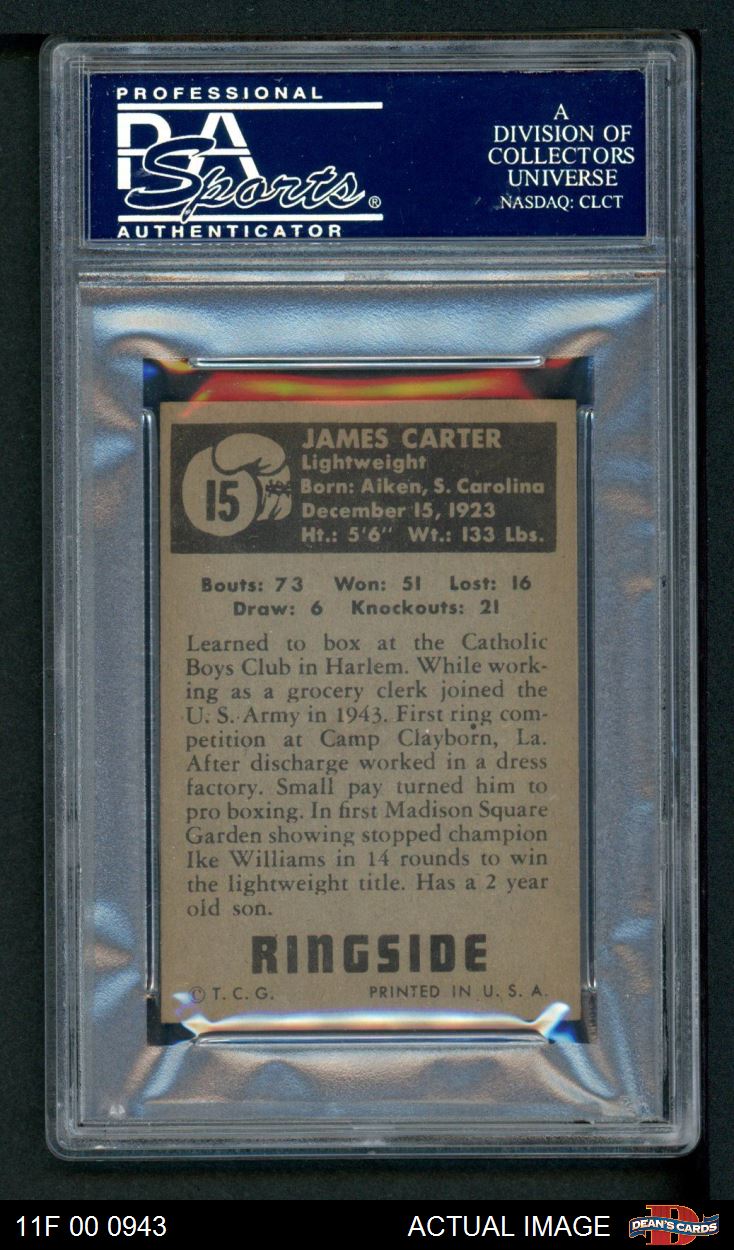 PROFESSIONAL
PSA
Sports®
AUTHENTICATOR
A
DIVISION OF
COLLECTORS
UNIVERSE
NASDAQ: CLCT
15
JAMES CARTER
Lightweight
Born: Aiken, S. Carolina
December 15, 1923
Ht.: 5'6" Wt.: 133 Lbs.
Bouts: 73 Won: 51 Lost: 16
Draw: 6 Knockouts: 21
Learned to box at the Catholic
Boys Club in Harlem. While work-
ing as a grocery clerk joined the
U. S. Army in 1943. First ring com-
petition at Camp Clayborn, La.
After discharge worked in a dress
factory. Small pay turned him to
pro boxing. In first Madison Square
Garden showing stopped champion
Ike Williams in 14 rounds to win
the lightweight title. Has a 2 year
old son.
RINGSIDE
© T. C. G. PRINTED IN U. S. A.
11F 00 0943 ACTUAL IMAGE DEAN'S CARDS